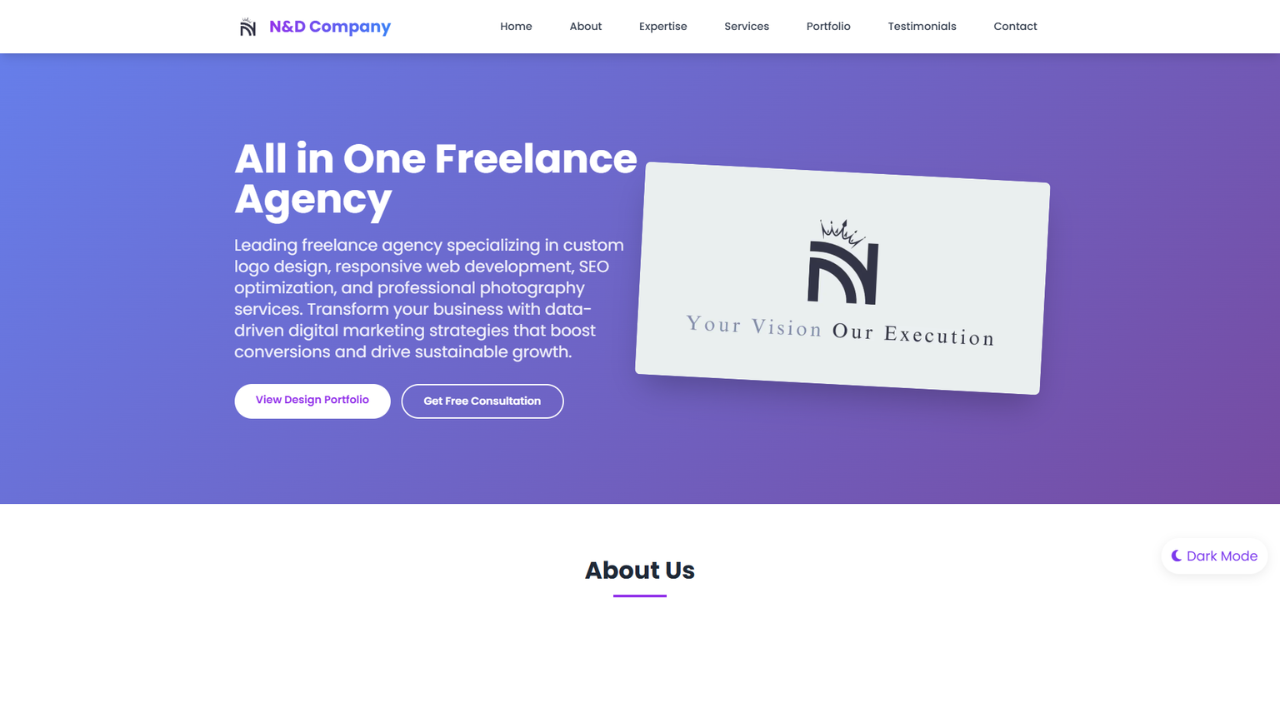 N&D Company
Home
About
Expertise
Services
Portfolio
Testimonials
Contact
All in One Freelance
Agency
Leading freelance agency specializing in custom
logo design, responsive web development, SEO
optimization, and professional photography
services. Transform your business with data-
driven digital marketing strategies that boost
conversions and drive sustainable growth.
View Design Portfolio
Get Free Consultation
Your Vision Our Execution
About Us
Dark Mode